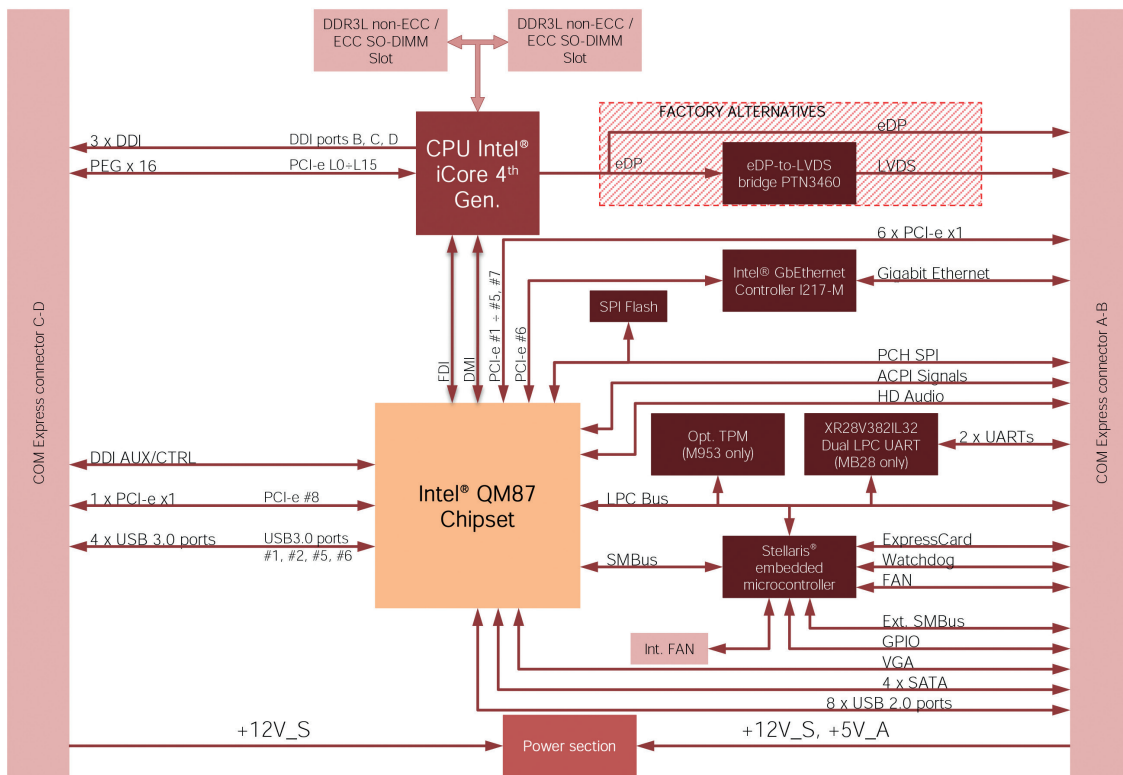 DDR3L non-ECC /
ECC SO-DIMM
Slot
DDR3L non-ECC /
ECC SO-DIMM
Slot
FACTORY ALTERNATIVES
3 x DDI
DDI ports B, C, D
CPU Intel®
iCore 4th
Gen.
eDP
PEG x 16
PCI-e L0÷L15
eDP
eDP-to-LVDS
bridge PTN3460
LVDS
6 x PCI-e x1
Intel® GbEthernet
Controller I217-M
Gigabit Ethernet
SPI Flash
FDI
DMI
PCI-e #1 ÷ #5, #7
PCI-e #6
PCH SPI
ACPI Signals
HD Audio
COM Express connector C-D
COM Express connector A-B
Opt. TPM
(M953 only)
XR28V382IL32
Dual LPC UART
(MB28 only)
2 x UARTs
DDI AUX/CTRL
Intel® QM87
Chipset
1 x PCI-e x1
PCI-e #8
LPC Bus
4 x USB 3.0 ports
USB3.0 ports
#1, #2, #5, #6
SMBus
Stellaris®
embedded
microcontroller
ExpressCard
Watchdog
FAN
Ext. SMBus
Int. FAN
GPIO
VGA
4 x SATA
8 x USB 2.0 ports
+12V_S
Power section
+12V_S, +5V_A